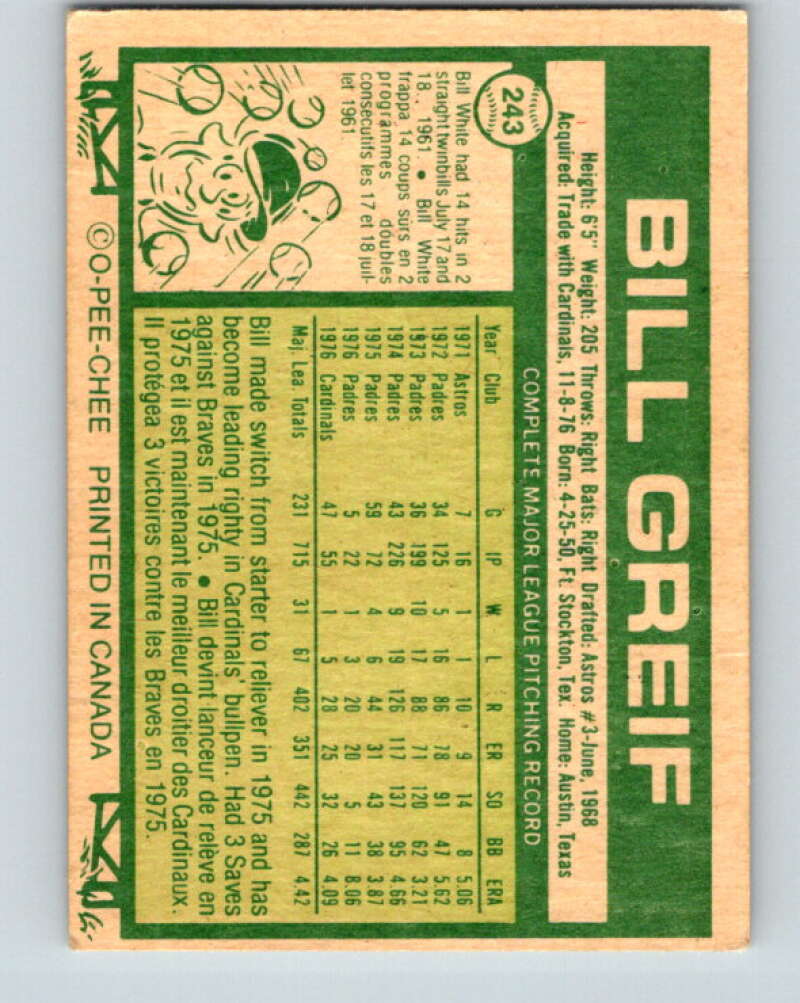 BILL GREIF
243
Height: 6'5" Weight: 205 Throws: Right Bats: Right Drafted: Astros #3-June, 1968
Acquired: Trade with Cardinals, 11-8-76 Born: 4-25-50, Ft. Stockton, Tex. Home: Austin, Texas
Bill White had 14 hits in 2
straight twinbills July 17 and
18., 1961. • Bill White
frappa 14 coups sûrs en 2
programmes doubles
consecutifs les 17 et 18 juil-
let 1961.
COMPLETE MAJOR LEAGUE PITCHING RECORD
Year Club G IP W L R ER SO BB ERA
1971 Astros 7 16 1 1 10 9 14 8 5.06
1972 Padres 34 125 5 16 86 78 91 47 5.62
1973 Padres 36 199 10 17 88 71 120 62 3.21
1974 Padres 43 226 9 19 126 117 137 95 4.66
1975 Padres 59 72 4 6 44 31 43 38 3.87
1976 Padres 5 22 1 3 20 20 5 11 8.06
1976 Cardinals 47 55 1 5 28 25 32 26 4.09
Maj. Lea. Totals 231 715 31 67 402 351 442 287 4.42
Bill made switch from starter to reliever in 1975 and has
become leading righty in Cardinals' bullpen. Had 3 Saves
against Braves in 1975. • Bill devint lanceur de relève en
1975 et il est maintenant le meilleur droitier des Cardinaux.
Il protégea 3 victoires contre les Braves en 1975.
©O-PEE-CHEE PRINTED IN CANADA